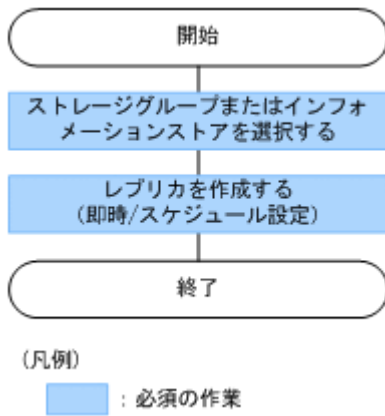 開始
ストレージグループまたはインフォ
メーションストアを選択する
レプリカを作成する
(即時/スケジュール設定)
終了
(凡例)
: 必須の作業